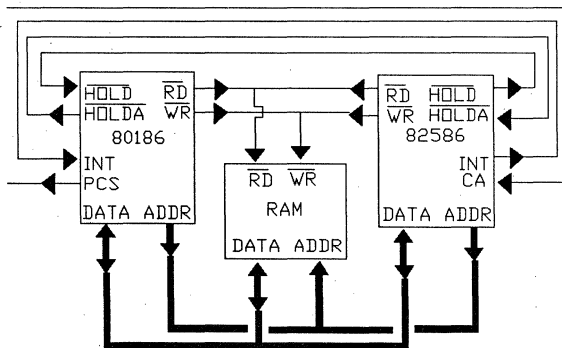 HOLD
HOLDA
80186
INT
PCS
DATA ADDR
RD
WR
RD WR
RAM
DATA ADDR
RD HOLD
WR HOLDA
82586
INT
CA
DATA ADDR